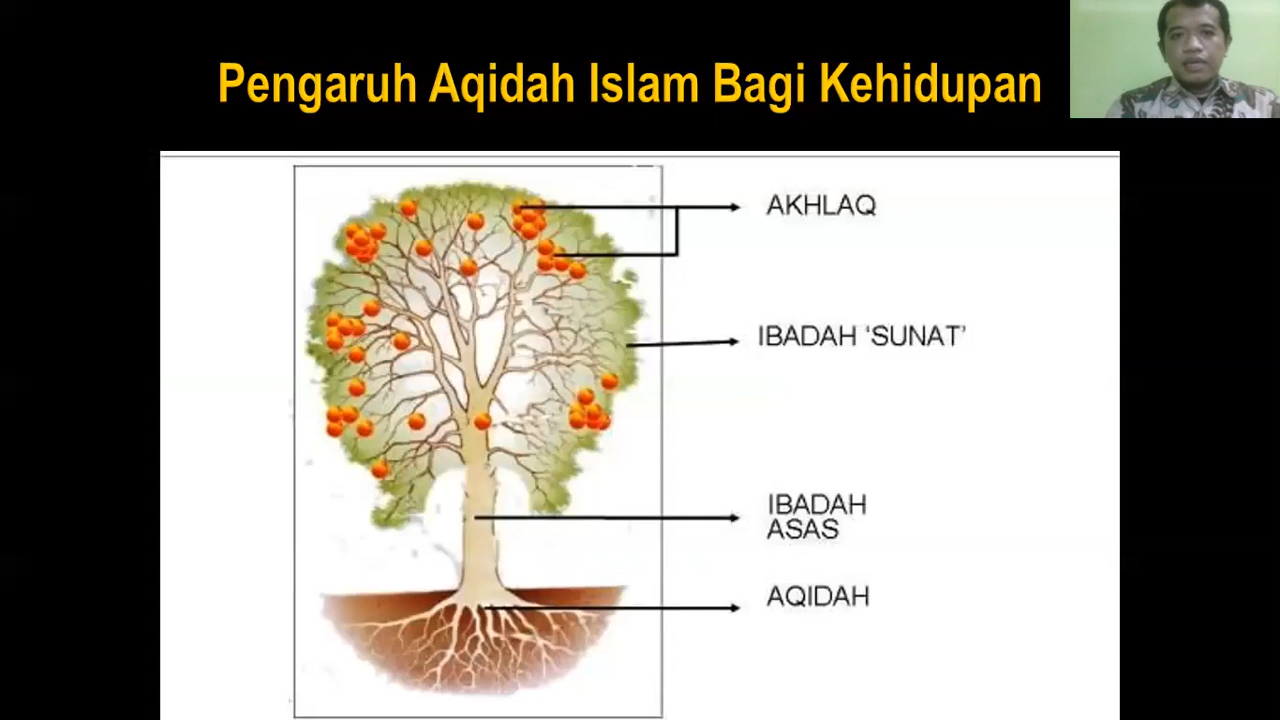 Pengaruh Aqidah Islam Bagi Kehidupan
AKHLAQ
IBADAH ‘SUNAT’
IBADAH
ASAS
AQIDAH